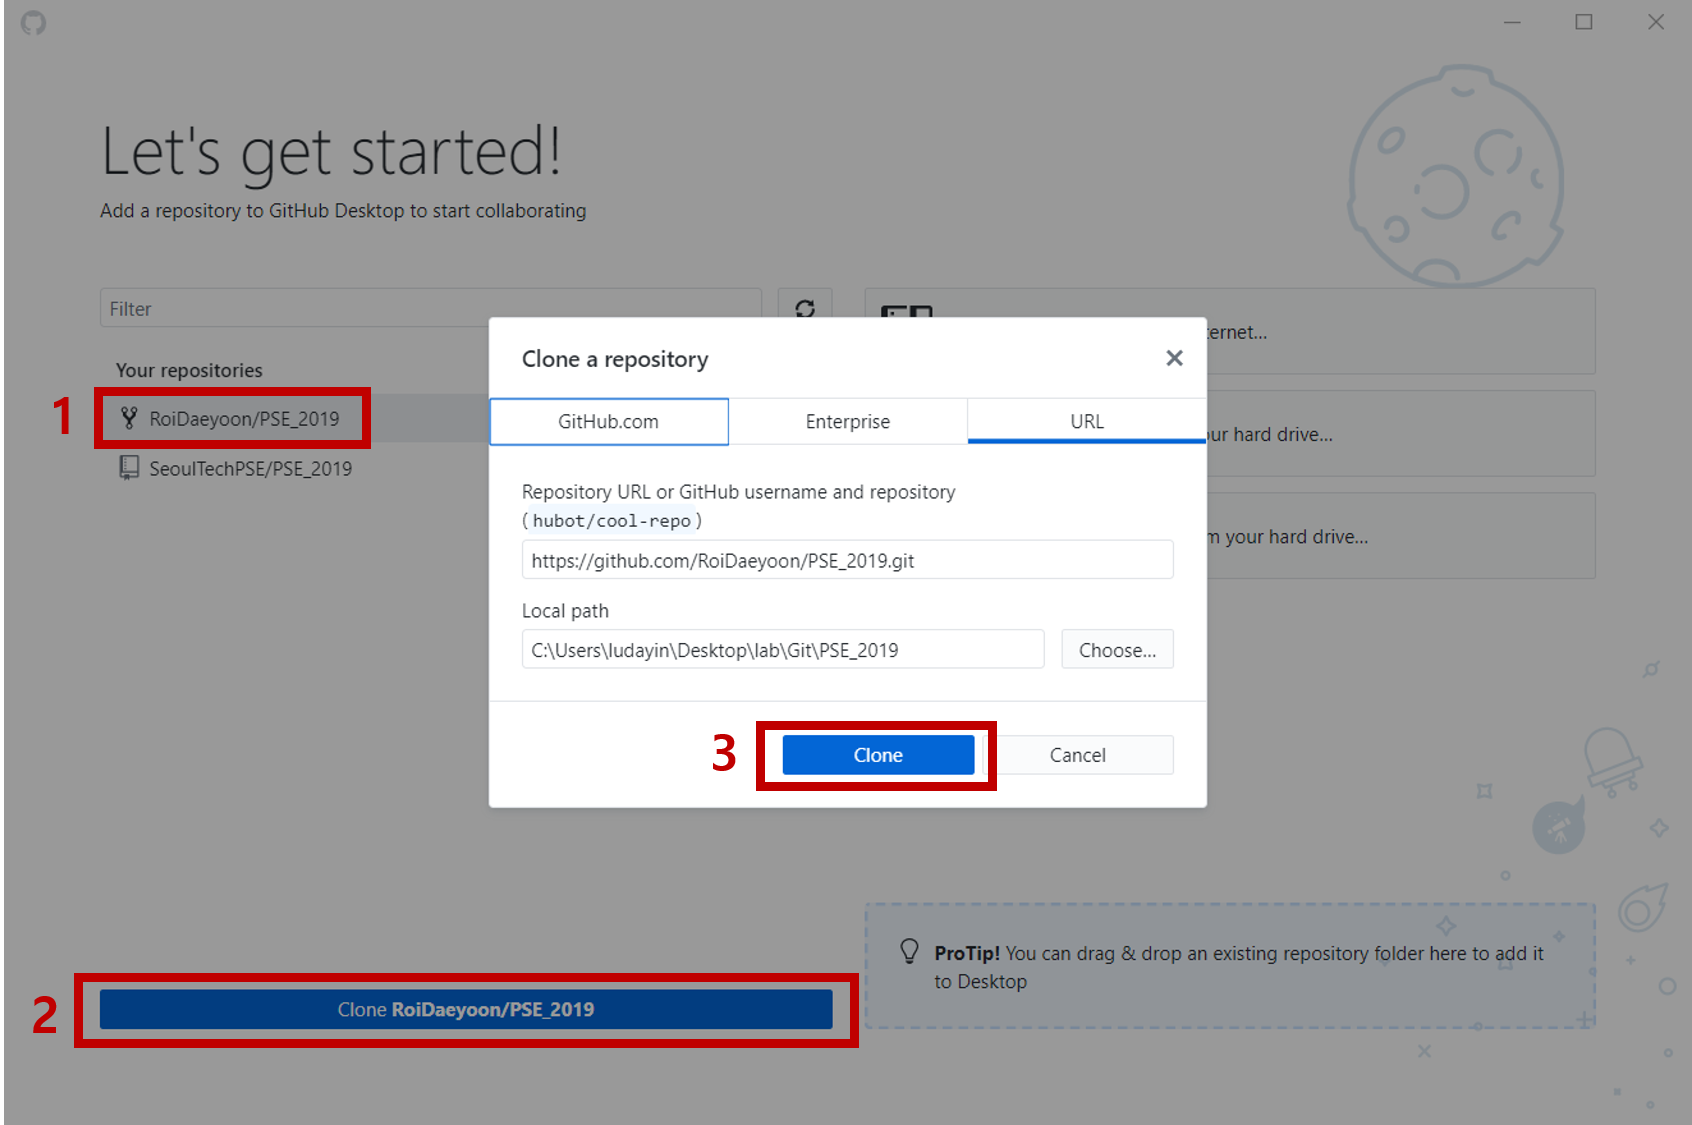 Let's get started!
Add a repository to GitHub Desktop to start collaborating
Filter
Your repositories
1
RoiDaeyoon/PSE_2019
SeoulTechPSE/PSE_2019
ternet...
ur hard drive...
m your hard drive...
Clone a repository
GitHub.com
Enterprise
URL
Repository URL or GitHub username and repository
(hubot/cool-repo)
https://github.com/RoiDaeyoon/PSE_2019.git
Local path
C:\Users\ludayin\Desktop\lab\Git\PSE_2019
Choose...
3
Clone
Cancel
2
Clone RoiDaeyoon/PSE_2019
ProTip! You can drag & drop an existing repository folder here to add it
to Desktop